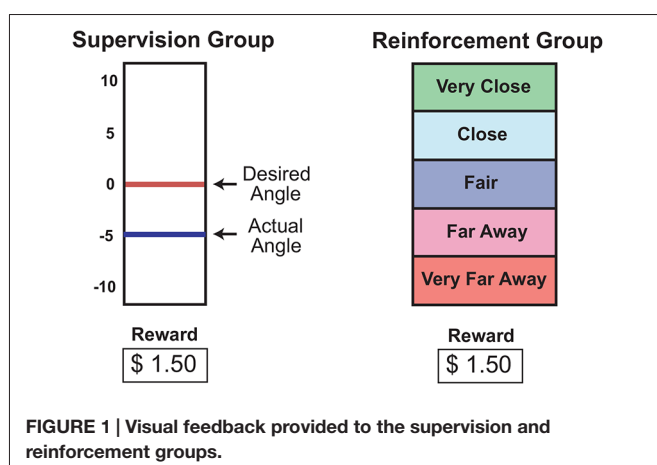 Supervision Group
10
5
0
-5
-10
Desired
Angle
Actual
Angle
Reward
$ 1.50
Reinforcement Group
Very Close
Close
Fair
Far Away
Very Far Away
Reward
$ 1.50
FIGURE 1 | Visual feedback provided to the supervision and
reinforcement groups.